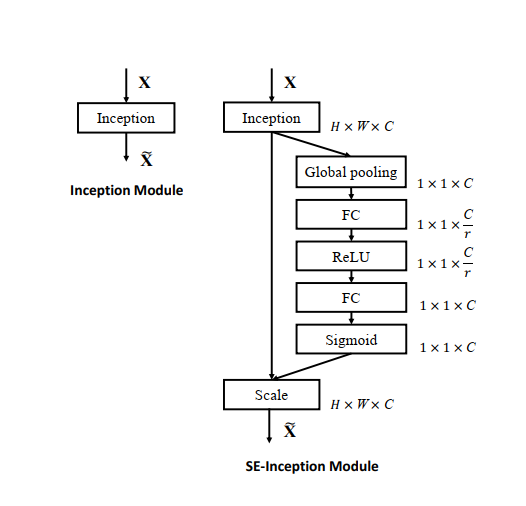 X
Inception
X̃
Inception Module
X
Inception
H × W × C
Global pooling
1 × 1 × C
FC
1 × 1 × C/r
ReLU
1 × 1 × C/r
FC
1 × 1 × C
Sigmoid
1 × 1 × C
Scale
H × W × C
X̃
SE-Inception Module